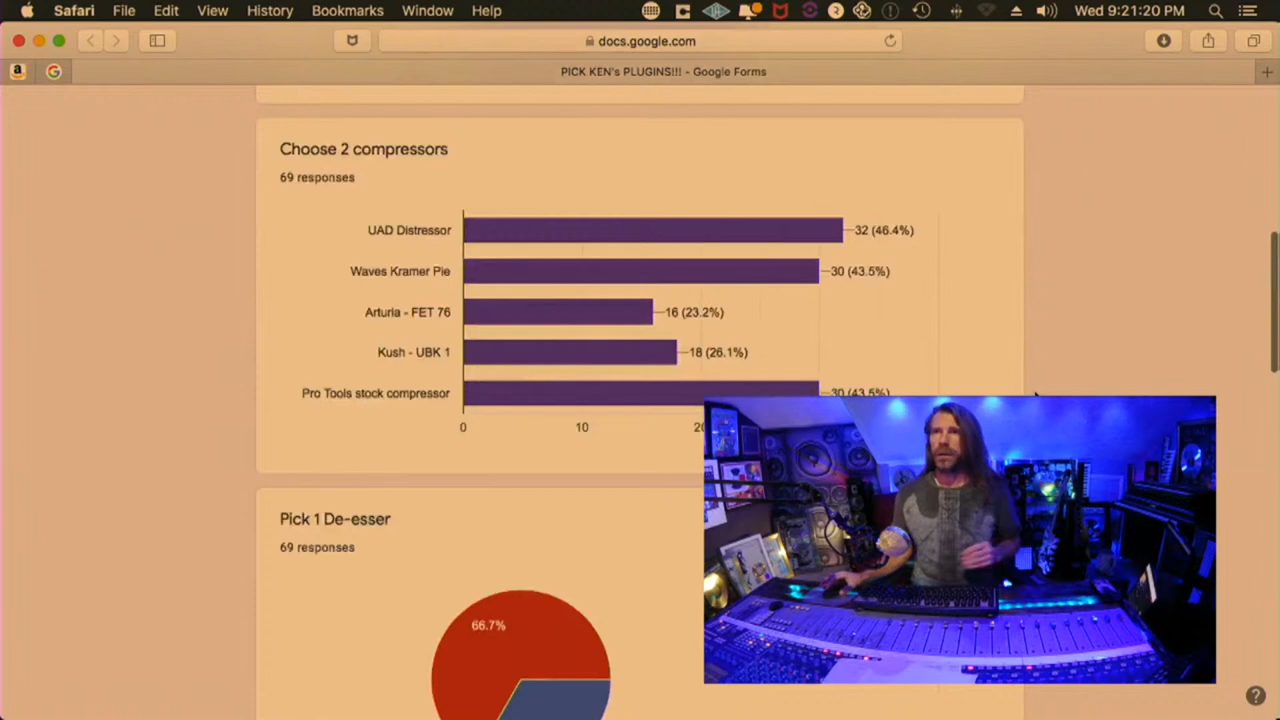 Safari File Edit View History Bookmarks Window Help Wed 9:21:20 PM
docs.google.com
PICK KEN's PLUGINS!!! - Google Forms
Choose 2 compressors
69 responses
UAD Distressor 32 (46.4%)
Waves Kramer Pie 30 (43.5%)
Arturia - FET 76 16 (23.2%)
Kush - UBK 1 18 (26.1%)
Pro Tools stock compressor 30 (43.5%)
0 10
Pick 1 De-esser
69 responses
66.7%